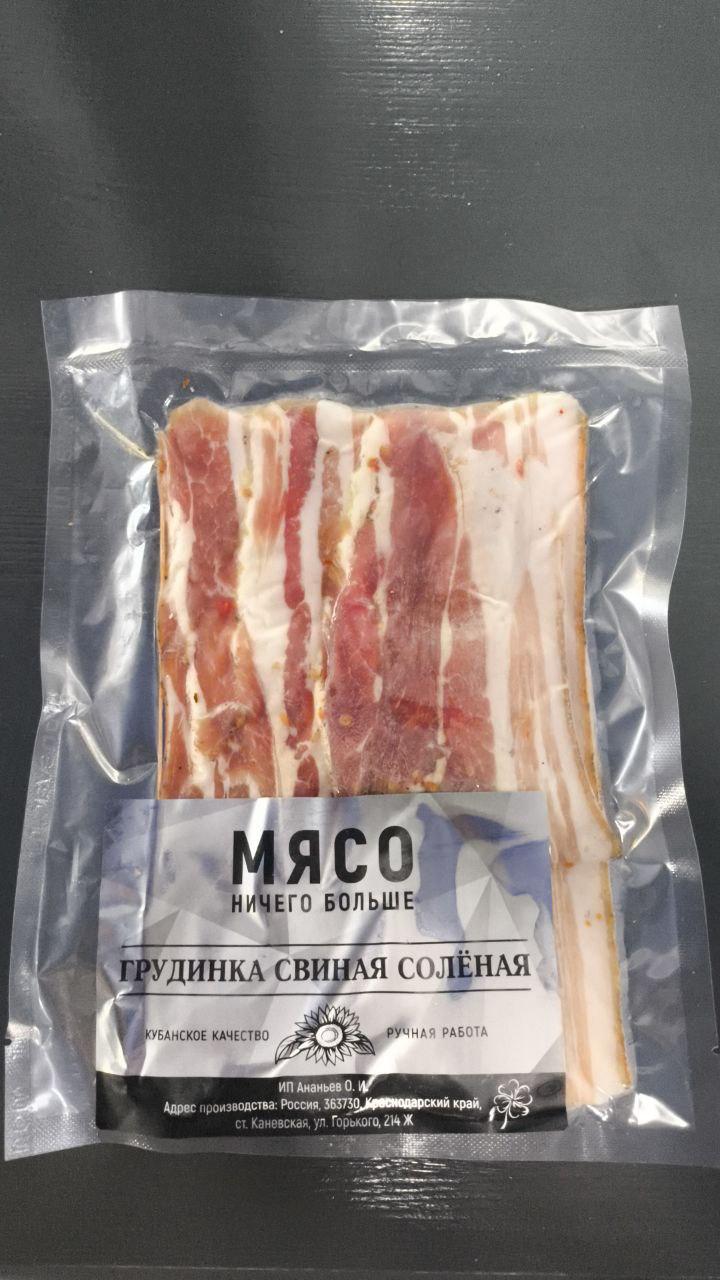 МЯСО
НИЧЕГО БОЛЬШЕ
ГРУДИНКА СВИНАЯ СОЛЁНАЯ
КУБАНСКОЕ КАЧЕСТВО
РУЧНАЯ РАБОТА
ИП Ананьев О. И.
Адрес производства: Россия, 363730, Краснодарский край,
ст. Каневская, ул. Горького, 214 Ж